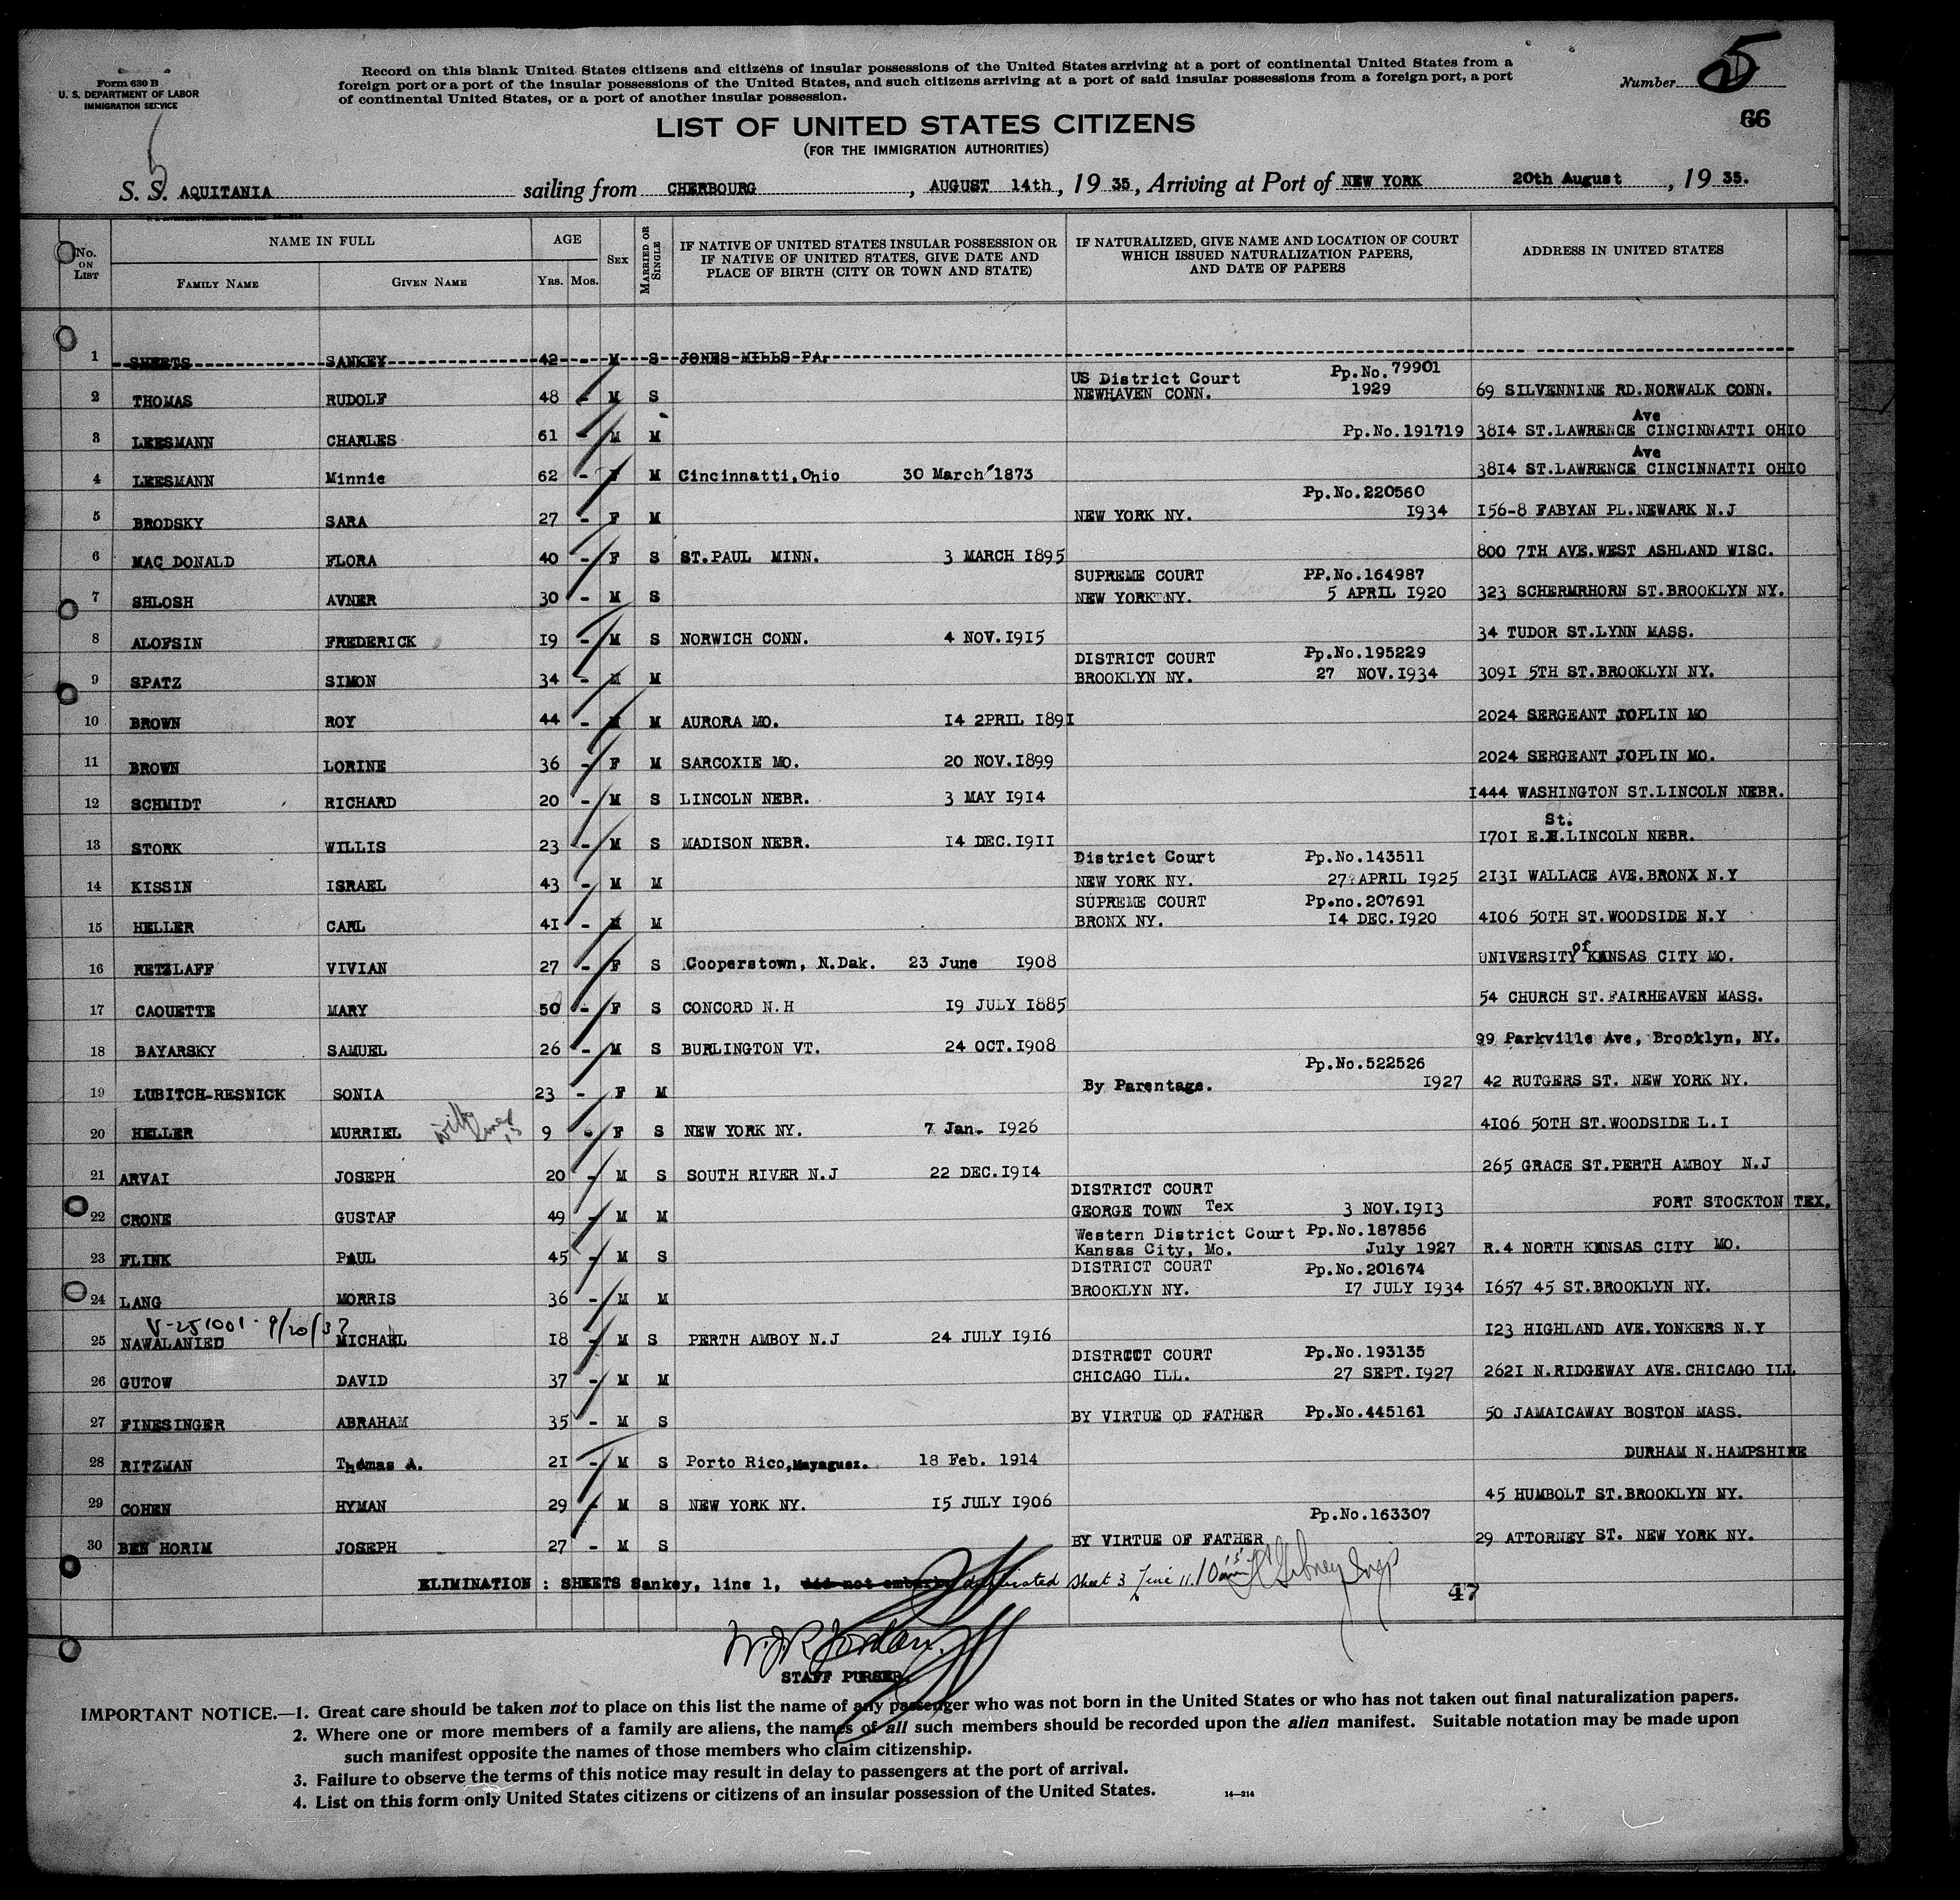 Form 630 B
U. S. DEPARTMENT OF LABOR
IMMIGRATION SERVICE
Record on this blank United States citizens and citizens of insular possessions of the United States arriving at a port of continental United States from a
foreign port or a port of the insular possessions of the United States, and such citizens arriving at a port of said insular possessions from a foreign port, a port
of continental United States, or a port of another insular possession.
Number 5
66
LIST OF UNITED STATES CITIZENS
(FOR THE IMMIGRATION AUTHORITIES)
5
S. S. AQUITANIA sailing from CHERBOURG, AUGUST 14th, 19 35, Arriving at Port of NEW YORK 20th August, 19 35.
No. ON LIST
NAME IN FULL
FAMILY NAME
GIVEN NAME
AGE
YRS. MOS.
SEX
MARRIED OR SINGLE
IF NATIVE OF UNITED STATES INSULAR POSSESSION OR
IF NATIVE OF UNITED STATES, GIVE DATE AND
PLACE OF BIRTH (CITY OR TOWN AND STATE)
IF NATURALIZED, GIVE NAME AND LOCATION OF COURT
WHICH ISSUED NATURALIZATION PAPERS,
AND DATE OF PAPERS
ADDRESS IN UNITED STATES
1 SHEETS SANKEY 42 - M S JONES MILLS PA.
US District Court Pp.No.79901
2 THOMAS RUDOLF 48 - M S NEWHAVEN CONN. 1929 69 SILVENNINE RD.NORWALK CONN.
Ave
3 LEESMANN CHARLES 61 - M M Pp.No.191719 3814 ST.LAWRENCE CINCINNATTI OHIO
Ave
4 LEESMANN Minnie 62 - F M Cincinnatti,Ohio 30 March 1873 3814 ST.LAWRENCE CINCINNATTI OHIO
Pp.No.220560
5 BRODSKY SARA 27 - F M NEW YORK NY. 1934 156-8 FABYAN PL.NEWARK N.J
6 MAC DONALD FLORA 40 - F S ST.PAUL MINN. 3 MARCH 1895 800 7TH AVE.WEST ASHLAND WISC.
SUPREME COURT PP.No.164987
7 SHLOSH AVNER 30 - M S NEW YORK NY. 5 APRIL 1920 323 SCHERMRHORN ST.BROOKLYN NY.
8 ALOFSIN FREDERICK 19 - M S NORWICH CONN. 4 NOV.1915 34 TUDOR ST.LYNN MASS.
DISTRICT COURT Pp.No.195229
9 SPATZ SIMON 34 - M M BROOKLYN NY. 27 NOV.1934 3091 5TH ST.BROOKLYN NY.
10 BROWN ROY 44 - M M AURORA MO. 14 2PRIL 1891 2024 SERGEANT JOPLIN MO
11 BROWN LORINE 36 - F M SARCOXIE MO. 20 NOV.1899 2024 SERGEANT JOPLIN MO.
12 SCHMIDT RICHARD 20 - M S LINCOLN NEBR. 3 MAY 1914 1444 WASHINGTON ST.LINCOLN NEBR.
St.
13 STORK WILLIS 23 - M S MADISON NEBR. 14 DEC.1911 1701 E.H.LINCOLN NEBR.
District Court Pp.No.143511
14 KISSIN ISRAEL 43 - M M NEW YORK NY. 27 APRIL 1925 2131 WALLACE AVE.BRONX N.Y
SUPREME COURT Pp.no.207691
15 HELLER CARL 41 - M M BRONX NY. 14 DEC.1920 4106 50TH ST.WOODSIDE N.Y
16 RETZLAFF VIVIAN 27 - F S Cooperstown, N.Dak. 23 June 1908 UNIVERSITY of KANSAS CITY MO.
17 CAOUETTE MARY 50 - F S CONCORD N.H 19 JULY 1885 54 CHURCH ST.FAIRHEAVEN MASS.
18 BAYARSKY SAMUEL 26 - M S BURLINGTON VT. 24 OCT.1908 99 Parkville Ave, Brooklyn, NY.
Pp.No.522526
19 LUBITCH-RESNICK SONIA 23 - F M By Parentage. 1927 42 RUTGERS ST. NEW YORK NY.
20 HELLER MURRIEL 9 - F S NEW YORK NY. 7 Jan. 1926 4106 50TH ST.WOODSIDE L.I
21 ARVAI JOSEPH 20 - M S SOUTH RIVER N.J 22 DEC.1914 265 GRACE ST.PERTH AMBOY N.J
DISTRICT COURT
22 CRONE GUSTAF 49 - M M GEORGE TOWN Tex 3 NOV.1913 FORT STOCKTON TEX.
Western District Court Pp.No.187856
23 FLINK PAUL 45 - M S Kansas City, Mo. July 1927 R.4 NORTH KANSAS CITY MO.
DISTRICT COURT Pp.No.201674
24 LANG MORRIS 36 - M M BROOKLYN NY. 17 JULY 1934 1657 45 ST.BROOKLYN NY.
V-251001 - 9/20/37
25 NAWALANIED MICHAEL 18 - M S PERTH AMBOY N.J 24 JULY 1916 123 HIGHLAND AVE.YONKERS N.Y
DISTRICT COURT Pp.No.193135
26 GUTOW DAVID 37 - M M CHICAGO ILL. 27 SEPT.1927 2621 N.RIDGEWAY AVE.CHICAGO ILL
27 FINESINGER ABRAHAM 35 - M S BY VIRTUE OD FATHER Pp.No.445161 50 JAMAICAWAY BOSTON MASS.
28 RITZMAN Thomas A. 21 - M S Porto Rico,Mayaguez. 18 Feb. 1914 DURHAM N.HAMPSHIRE
29 COHEN HYMAN 29 - M S NEW YORK NY. 15 JULY 1906 45 HUMBOLT ST.BROOKLYN NY.
Pp.No.163307
30 BEN HORIM JOSEPH 27 - M S BY VIRTUE OF FATHER 29 ATTORNEY ST. NEW YORK NY.
ELIMINATION : SHEETS Sankey, line 1, did not embark. duplicated Sheet 3 line 11.
47
W.J.R. Jordan.
STAFF PURSER.
IMPORTANT NOTICE.—1. Great care should be taken not to place on this list the name of any passenger who was not born in the United States or who has not taken out final naturalization papers.
2. Where one or more members of a family are aliens, the names of all such members should be recorded upon the alien manifest. Suitable notation may be made upon
such manifest opposite the names of those members who claim citizenship.
3. Failure to observe the terms of this notice may result in delay to passengers at the port of arrival.
4. List on this form only United States citizens or citizens of an insular possession of the United States.
14—214